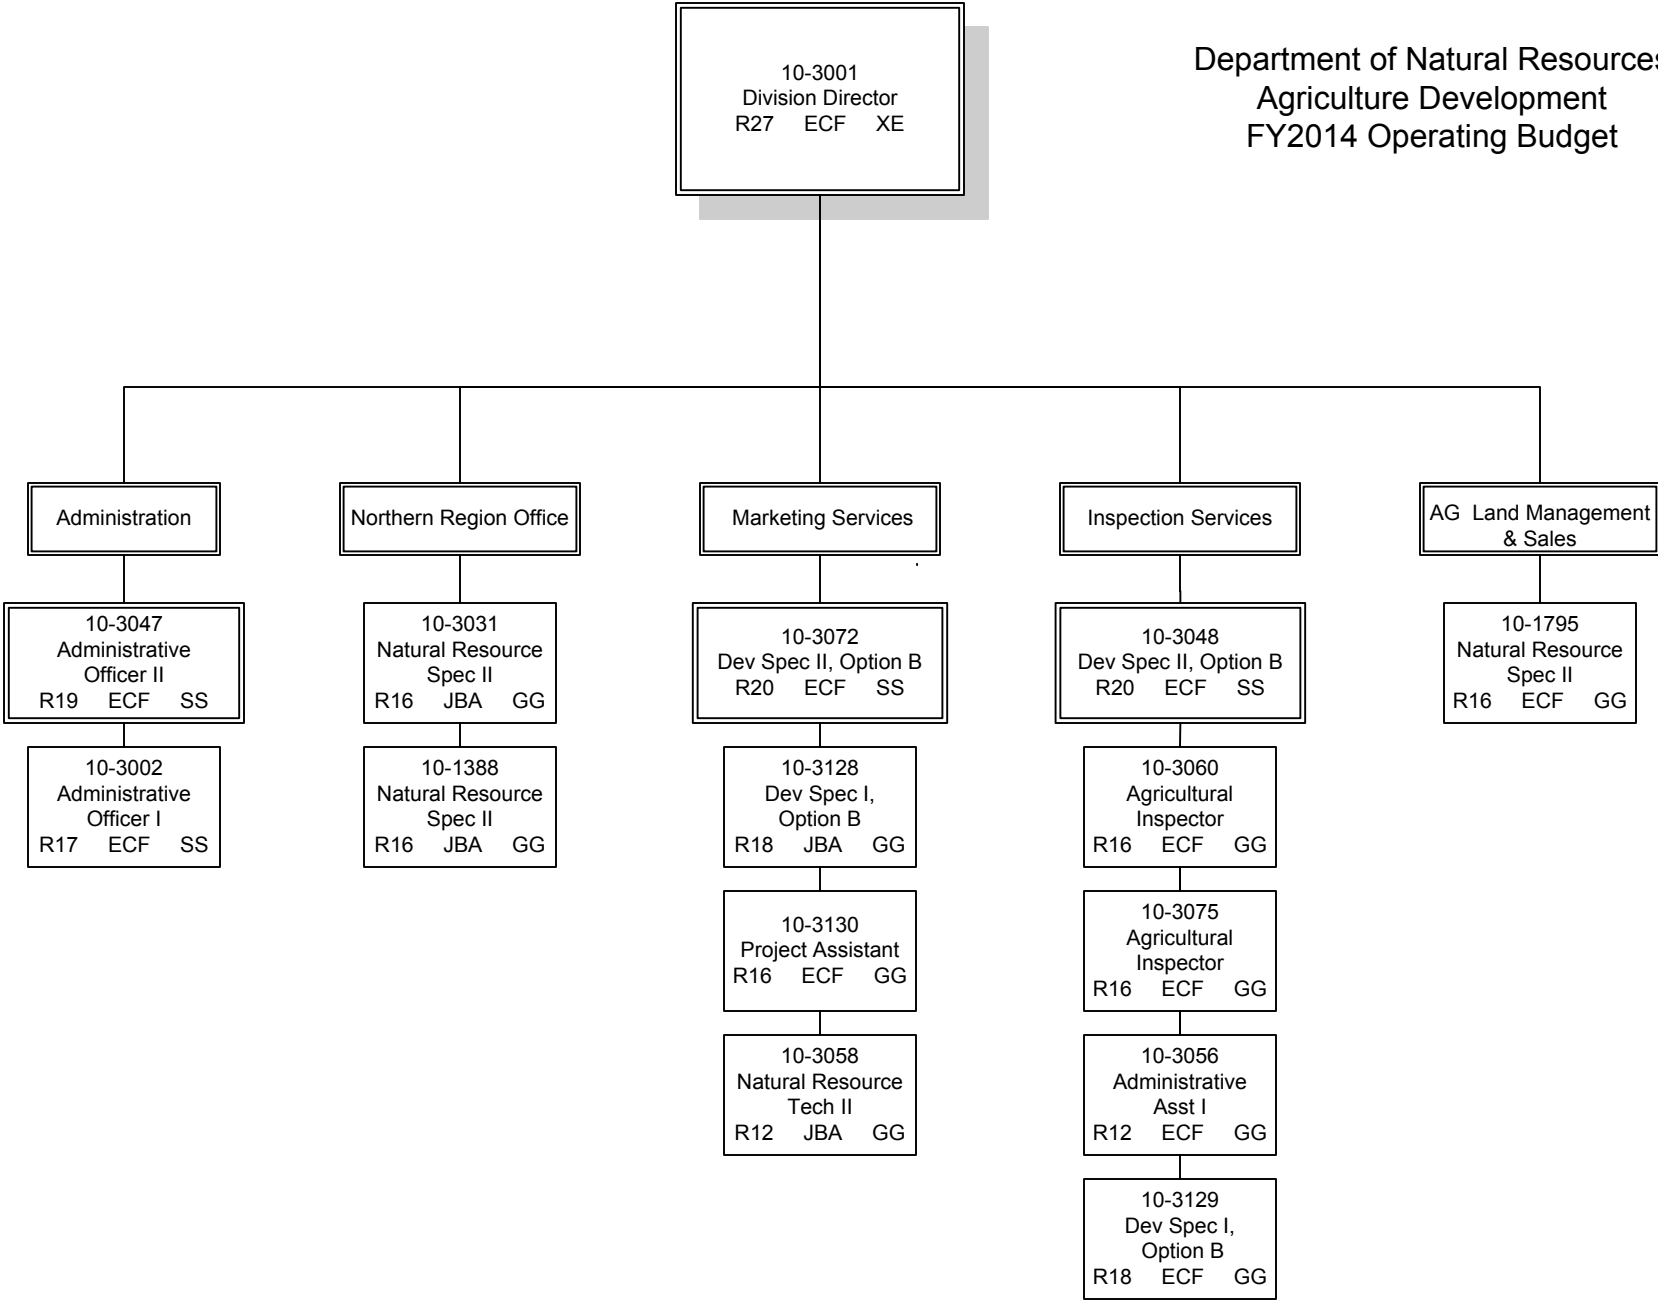 10-3001
Division Director
R27 ECF XE
Department of Natural Resources
Agriculture Development
FY2014 Operating Budget
Administration
10-3047
Administrative
Officer II
R19 ECF SS
10-3002
Administrative
Officer I
R17 ECF SS
Northern Region Office
10-3031
Natural Resource
Spec II
R16 JBA GG
10-1388
Natural Resource
Spec II
R16 JBA GG
Marketing Services
10-3072
Dev Spec II, Option B
R20 ECF SS
10-3128
Dev Spec I,
Option B
R18 JBA GG
10-3130
Project Assistant
R16 ECF GG
10-3058
Natural Resource
Tech II
R12 JBA GG
Inspection Services
10-3048
Dev Spec II, Option B
R20 ECF SS
10-3060
Agricultural
Inspector
R16 ECF GG
10-3075
Agricultural
Inspector
R16 ECF GG
10-3056
Administrative
Asst I
R12 ECF GG
10-3129
Dev Spec I,
Option B
R18 ECF GG
AG Land Management
& Sales
10-1795
Natural Resource
Spec II
R16 ECF GG